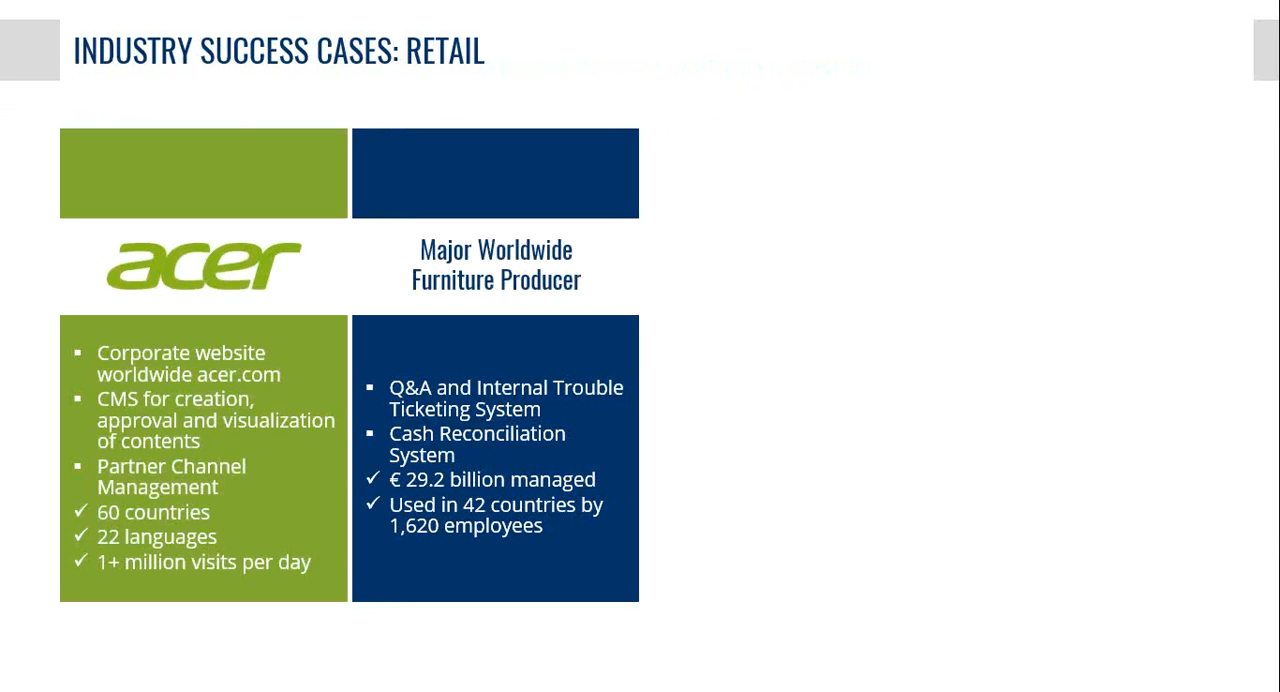 INDUSTRY SUCCESS CASES: RETAIL
acer
▪ Corporate website
worldwide acer.com
▪ CMS for creation,
approval and visualization
of contents
▪ Partner Channel
Management
✓ 60 countries
✓ 22 languages
✓ 1+ million visits per day
Major Worldwide
Furniture Producer
▪ Q&A and Internal Trouble
Ticketing System
▪ Cash Reconciliation
System
✓ € 29.2 billion managed
✓ Used in 42 countries by
1,620 employees